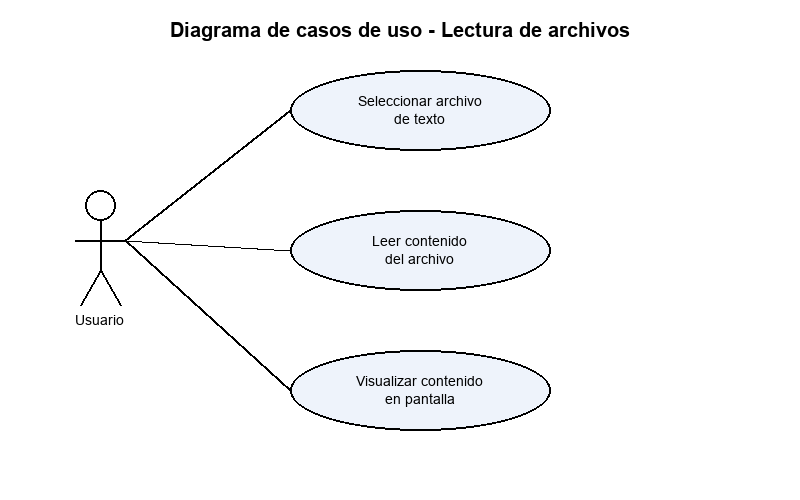 Diagrama de casos de uso - Lectura de archivos
Seleccionar archivo
de texto
Leer contenido
del archivo
Usuario
Visualizar contenido
en pantalla